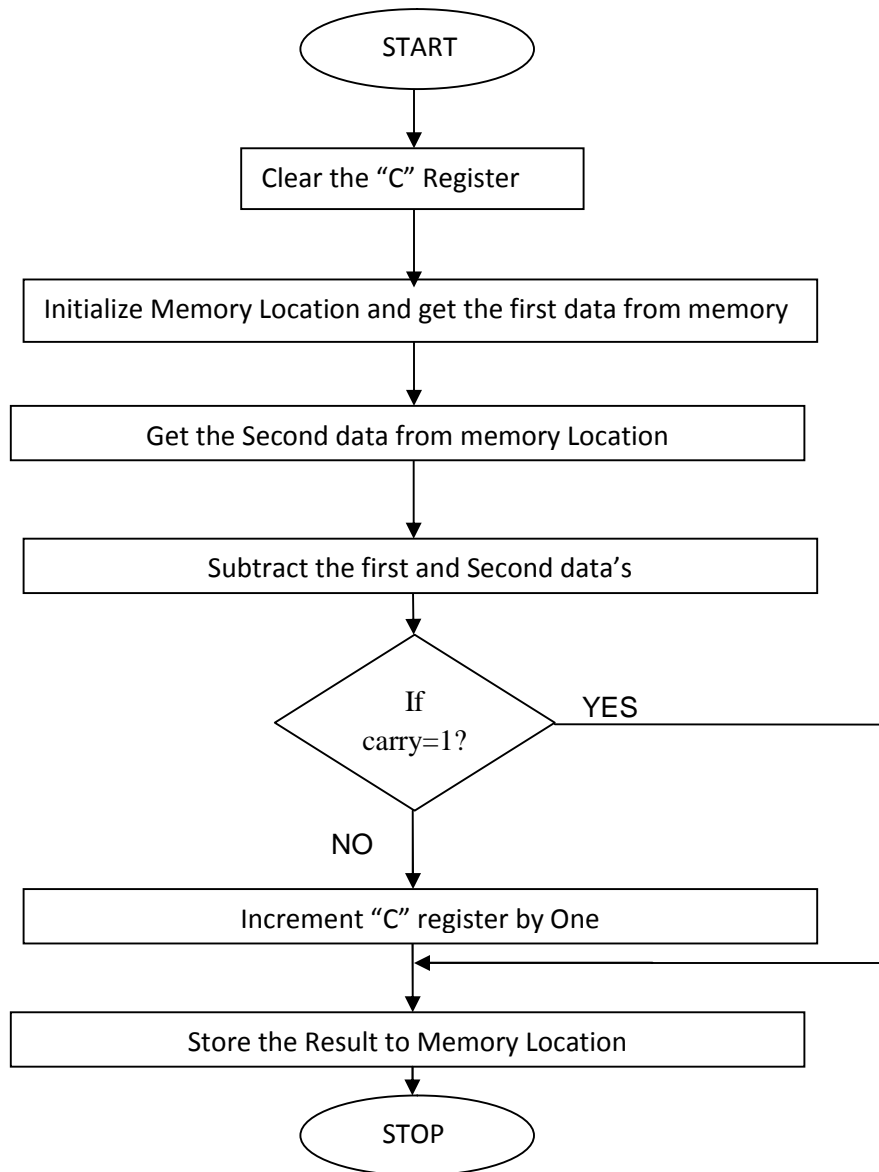 START
Clear the “C” Register
Initialize Memory Location and get the first data from memory
Get the Second data from memory Location
Subtract the first and Second data’s
If
carry=1?
YES
NO
Increment “C” register by One
Store the Result to Memory Location
STOP